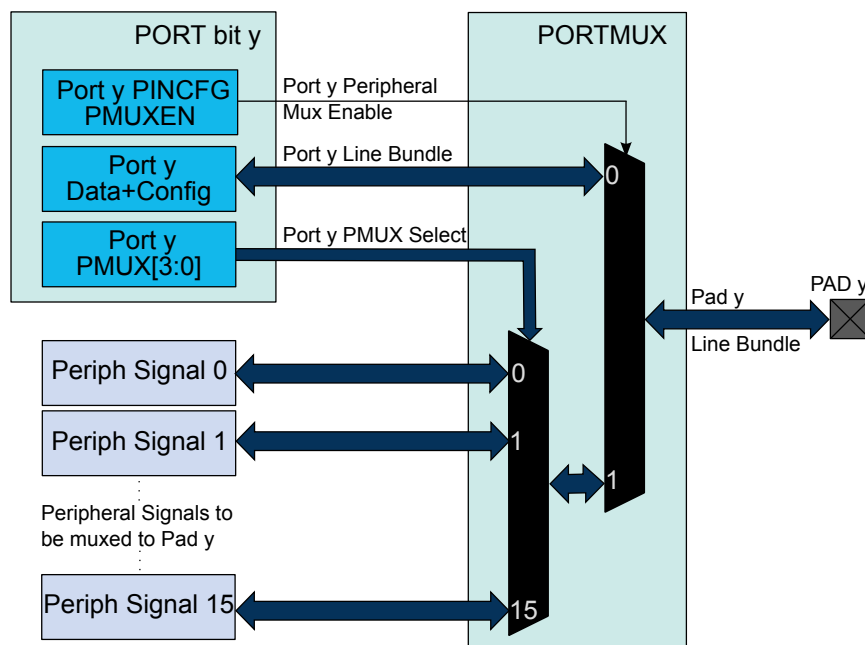 PORT bit y
PORTMUX
Port y PINCFG
PMUXEN
Port y Peripheral
Mux Enable
Port y
Data+Config
Port y Line Bundle
0
Port y
PMUX[3:0]
Port y PMUX Select
PAD y
Pad y
Line Bundle
Periph Signal 0
0
Periph Signal 1
1
1
Peripheral Signals to
be muxed to Pad y
Periph Signal 15
15